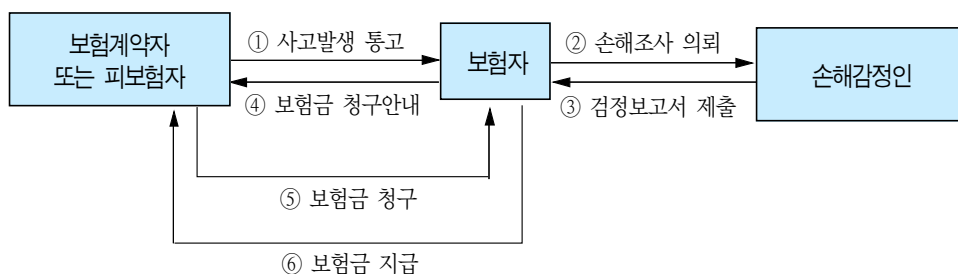 보험계약자
또는 피보험자
① 사고발생 통고
④ 보험금 청구안내
보험자
② 손해조사 의뢰
③ 검정보고서 제출
손해감정인
⑤ 보험금 청구
⑥ 보험금 지급